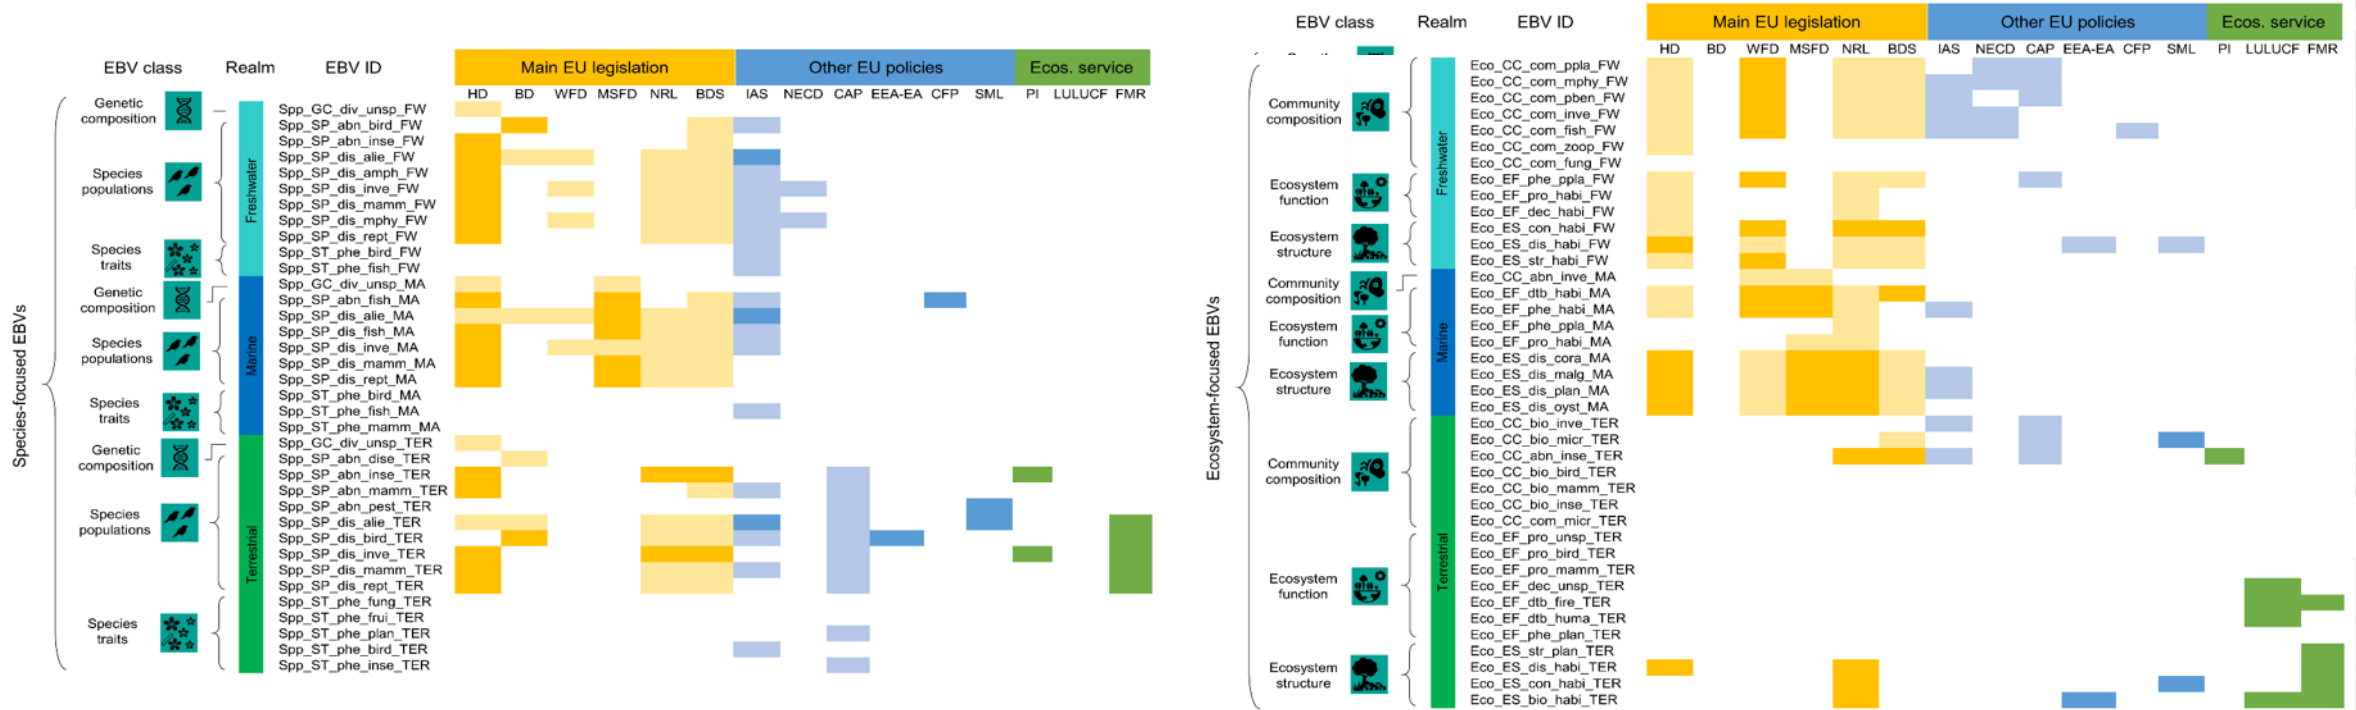 EBV class Realm EBV ID
Main EU legislation Other EU policies Ecos. service
HD BD WFD MSFD NRL BDS IAS NECD CAP EEA-EA CFP SML PI LULUCF FMR
Species-focused EBVs
Genetic
composition
Species
populations
Species
traits
Genetic
composition
Species
populations
Species
traits
Genetic
composition
Species
populations
Species
traits
Freshwater
Marine
Terrestrial
Spp_GC_div_unsp_FW
Spp_SP_abn_bird_FW
Spp_SP_abn_inse_FW
Spp_SP_dis_alie_FW
Spp_SP_dis_amph_FW
Spp_SP_dis_inve_FW
Spp_SP_dis_mamm_FW
Spp_SP_dis_mphy_FW
Spp_SP_dis_rept_FW
Spp_ST_phe_bird_FW
Spp_ST_phe_fish_FW
Spp_GC_div_unsp_MA
Spp_SP_abn_fish_MA
Spp_SP_dis_alie_MA
Spp_SP_dis_fish_MA
Spp_SP_dis_inve_MA
Spp_SP_dis_mamm_MA
Spp_SP_dis_rept_MA
Spp_ST_phe_bird_MA
Spp_ST_phe_fish_MA
Spp_ST_phe_mamm_MA
Spp_GC_div_unsp_TER
Spp_SP_abn_dise_TER
Spp_SP_abn_inse_TER
Spp_SP_abn_mamm_TER
Spp_SP_abn_pest_TER
Spp_SP_dis_alie_TER
Spp_SP_dis_bird_TER
Spp_SP_dis_inve_TER
Spp_SP_dis_mamm_TER
Spp_SP_dis_rept_TER
Spp_ST_phe_fung_TER
Spp_ST_phe_frui_TER
Spp_ST_phe_plan_TER
Spp_ST_phe_bird_TER
Spp_ST_phe_inse_TER
EBV class Realm EBV ID
Main EU legislation Other EU policies Ecos. service
HD BD WFD MSFD NRL BDS IAS NECD CAP EEA-EA CFP SML PI LULUCF FMR
Ecosystem-focused EBVs
Community
composition
Ecosystem
function
Ecosystem
structure
Community
composition
Ecosystem
function
Ecosystem
structure
Community
composition
Ecosystem
function
Ecosystem
structure
Freshwater
Marine
Terrestrial
Eco_CC_com_ppla_FW
Eco_CC_com_mphy_FW
Eco_CC_com_pben_FW
Eco_CC_com_inve_FW
Eco_CC_com_fish_FW
Eco_CC_com_zoop_FW
Eco_CC_com_fung_FW
Eco_EF_phe_ppla_FW
Eco_EF_pro_habi_FW
Eco_EF_dec_habi_FW
Eco_ES_con_habi_FW
Eco_ES_dis_habi_FW
Eco_ES_str_habi_FW
Eco_CC_abn_inve_MA
Eco_EF_dtb_habi_MA
Eco_EF_phe_habi_MA
Eco_EF_phe_ppla_MA
Eco_EF_pro_habi_MA
Eco_ES_dis_cora_MA
Eco_ES_dis_malg_MA
Eco_ES_dis_plan_MA
Eco_ES_dis_oyst_MA
Eco_CC_bio_inve_TER
Eco_CC_bio_micr_TER
Eco_CC_abn_inse_TER
Eco_CC_bio_bird_TER
Eco_CC_bio_mamm_TER
Eco_CC_bio_inse_TER
Eco_CC_com_micr_TER
Eco_EF_pro_unsp_TER
Eco_EF_pro_bird_TER
Eco_EF_pro_mamm_TER
Eco_EF_dec_unsp_TER
Eco_EF_dtb_fire_TER
Eco_EF_dtb_huma_TER
Eco_EF_phe_plan_TER
Eco_ES_str_plan_TER
Eco_ES_dis_habi_TER
Eco_ES_con_habi_TER
Eco_ES_bio_habi_TER